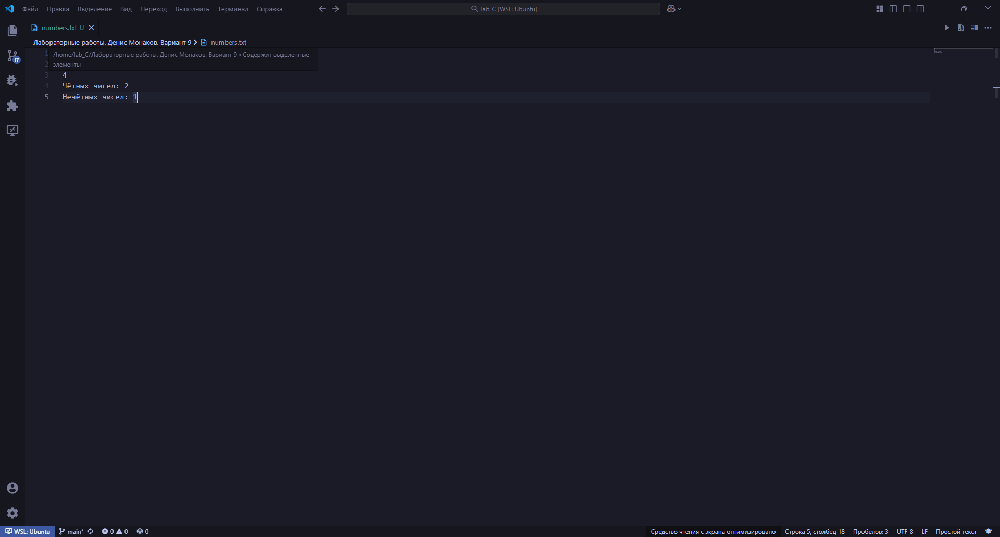 Файл Правка Выделение Вид Переход Выполнить Терминал Справка
lab_C [WSL: Ubuntu]
numbers.txt U
Лабораторные работы. Денис Монаков. Вариант 9 > numbers.txt
/home/lab_C/Лабораторные работы. Денис Монаков. Вариант 9 • Содержит выделенные
элементы
1
2
3 4
4 Чётных чисел: 2
5 Нечётных чисел: 1
17
WSL: Ubuntu main* 0 0 0
Средство чтения с экрана оптимизировано Строка 5, столбец 18 Пробелов: 3 UTF-8 LF Простой текст